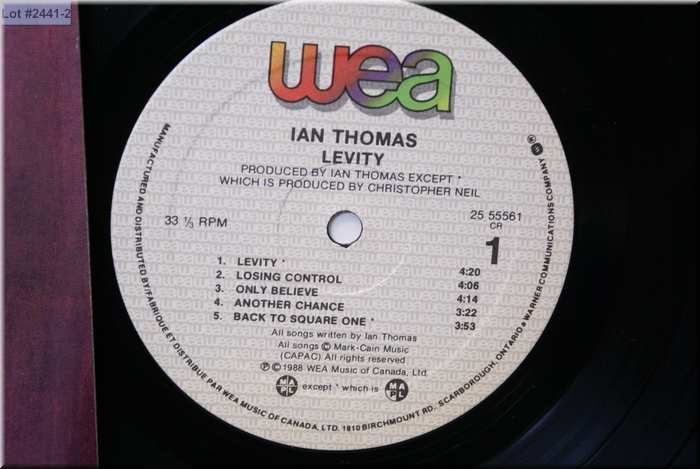 Lot #2441-2
wea
IAN THOMAS
LEVITY
PRODUCED BY IAN THOMAS EXCEPT *
WHICH IS PRODUCED BY CHRISTOPHER NEIL
33 ⅓ RPM
25 55561
CR
1
1. LEVITY * 4:20
2. LOSING CONTROL 4:06
3. ONLY BELIEVE 4:14
4. ANOTHER CHANCE 3:22
5. BACK TO SQUARE ONE * 3:53
All songs written by Ian Thomas
All songs Ⓒ Mark-Cain Music
(CAPAC) All rights reserved
Ⓟ Ⓒ 1988 WEA Music of Canada, Ltd.
MAPL except * which is MAPL
MANUFACTURED AND DISTRIBUTED BY/FABRIQUÉ ET DISTRIBUÉ PAR WEA MUSIC OF CANADA, LTD. 1810 BIRCHMOUNT RD., SCARBOROUGH, ONTARIO • A WARNER COMMUNICATIONS COMPANY